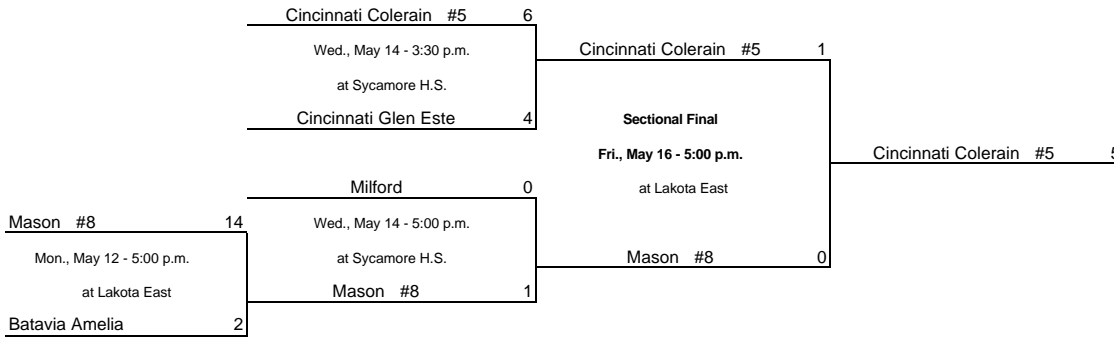 Cincinnati Colerain #5 6
Wed., May 14 - 3:30 p.m.
at Sycamore H.S.
Cincinnati Glen Este 4
Cincinnati Colerain #5 1
Sectional Final
Fri., May 16 - 5:00 p.m.
at Lakota East
Cincinnati Colerain #5 5
Milford 0
Mason #8 14
Wed., May 14 - 5:00 p.m.
Mon., May 12 - 5:00 p.m.
at Sycamore H.S.
Mason #8 0
at Lakota East
Mason #8 1
Batavia Amelia 2